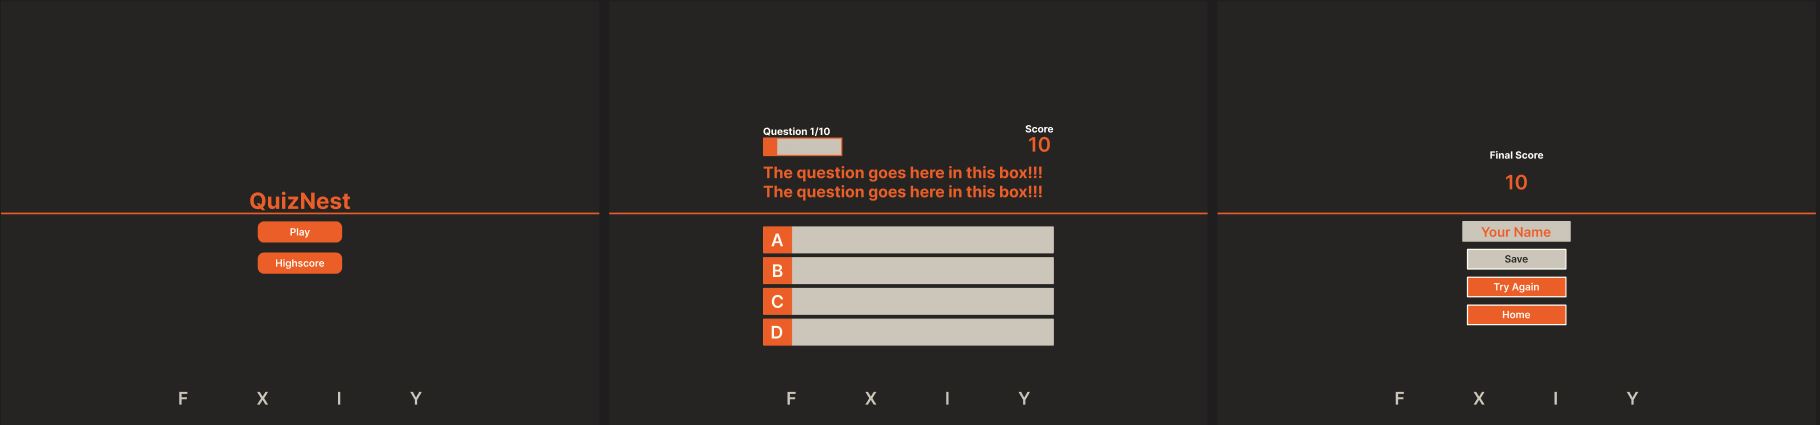 QuizNest
Play
Highscore
F X I Y
Question 1/10
Score
10
The question goes here in this box!!!
The question goes here in this box!!!
A
B
C
D
F X I Y
Final Score
10
Your Name
Save
Try Again
Home
F X I Y